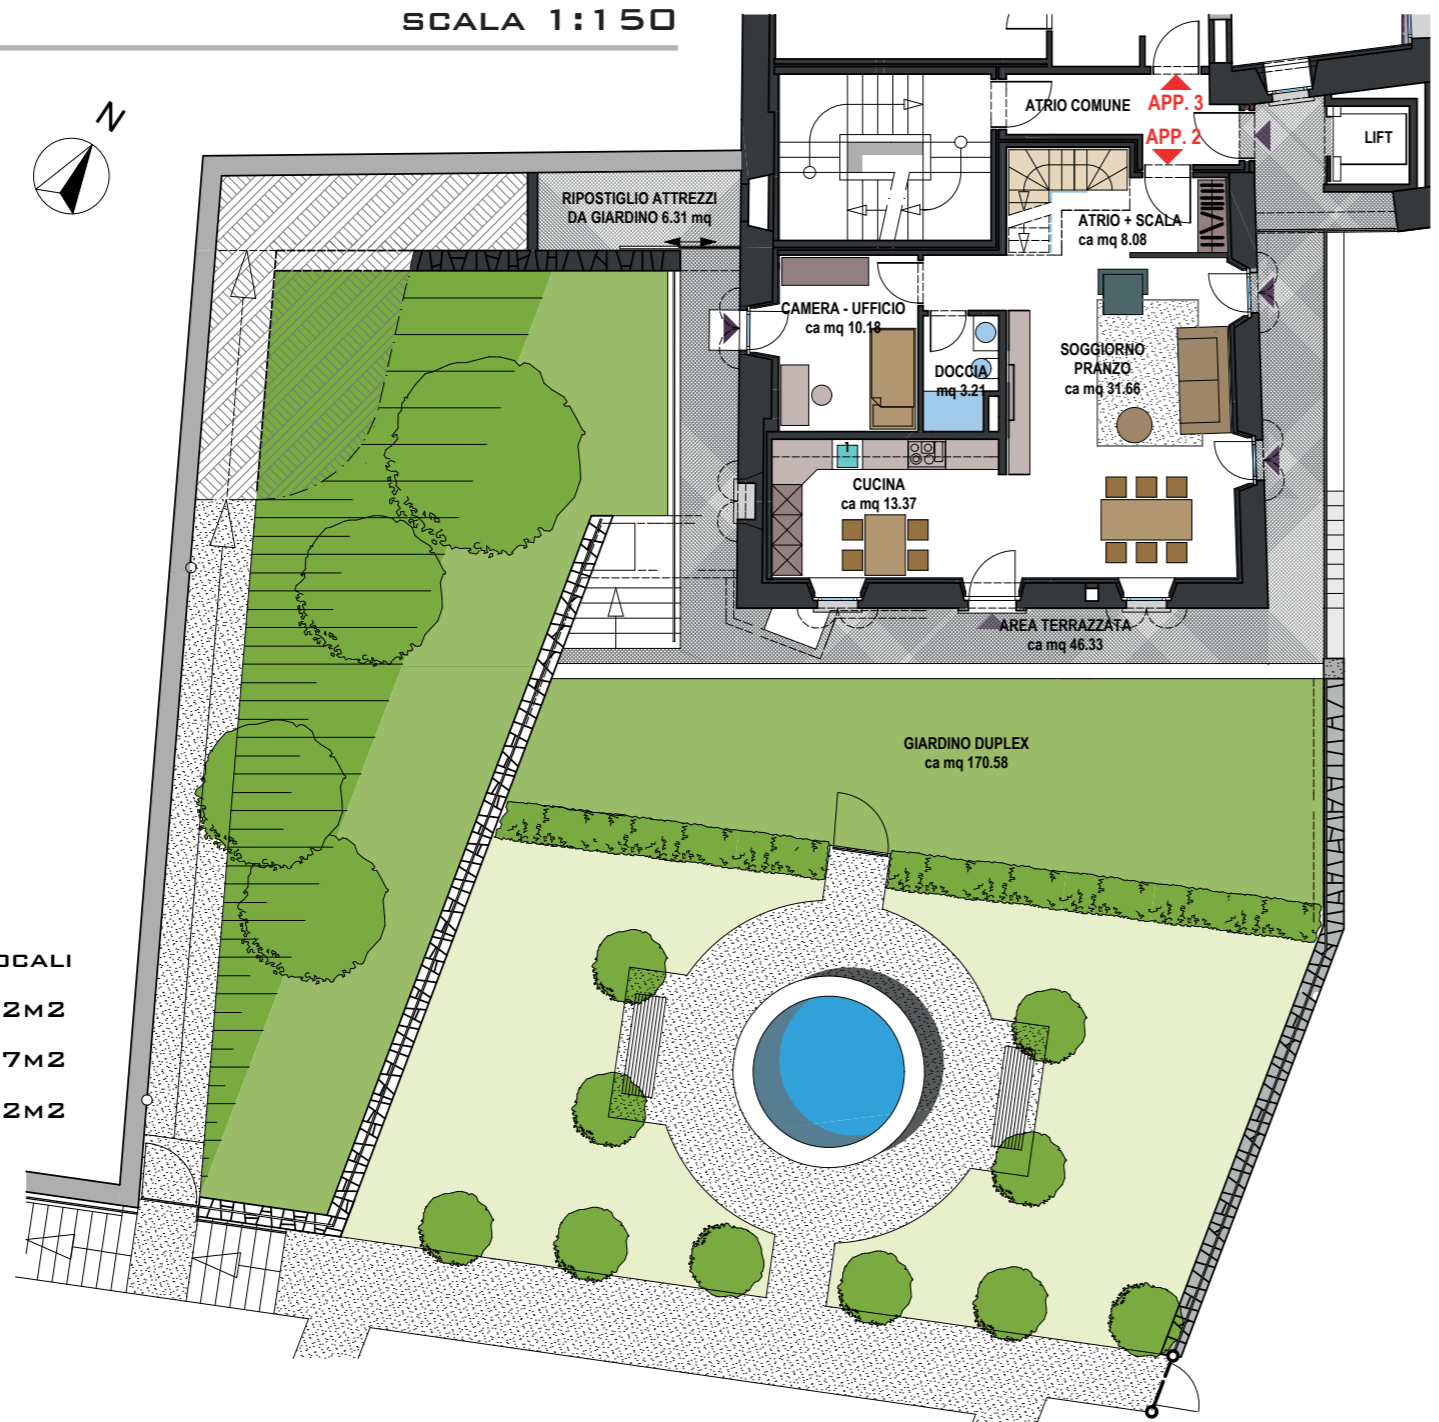 SCALA 1:150
N
ATRIO COMUNE
APP. 3
APP. 2
LIFT
RIPOSTIGLIO ATTREZZI
DA GIARDINO 6.31 mq
ATRIO + SCALA
ca mq 8.08
CAMERA - UFFICIO
ca mq 10.18
SOGGIORNO
PRANZO
ca mq 31.66
DOCCIA
mq 3.21
1
CUCINA
ca mq 13.37
AREA TERRAZZATA
ca mq 46.33
GIARDINO DUPLEX
ca mq 170.58
OCALI
2M2
7M2
2M2